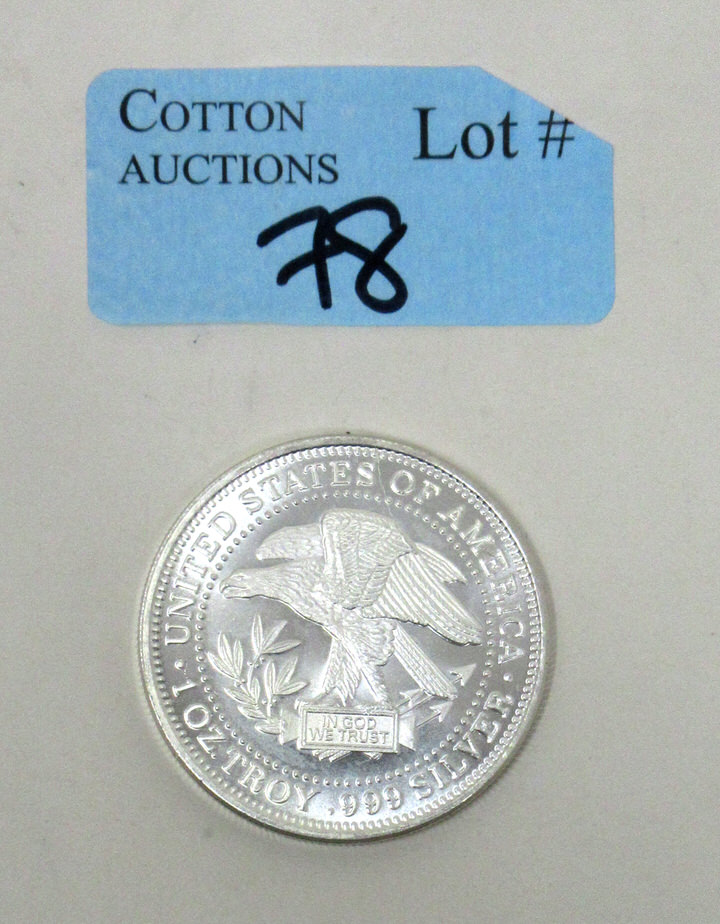 COTTON
AUCTIONS
Lot #
78
UNITED STATES OF AMERICA
IN GOD
WE TRUST
· 1 OZ TROY .999 SILVER ·